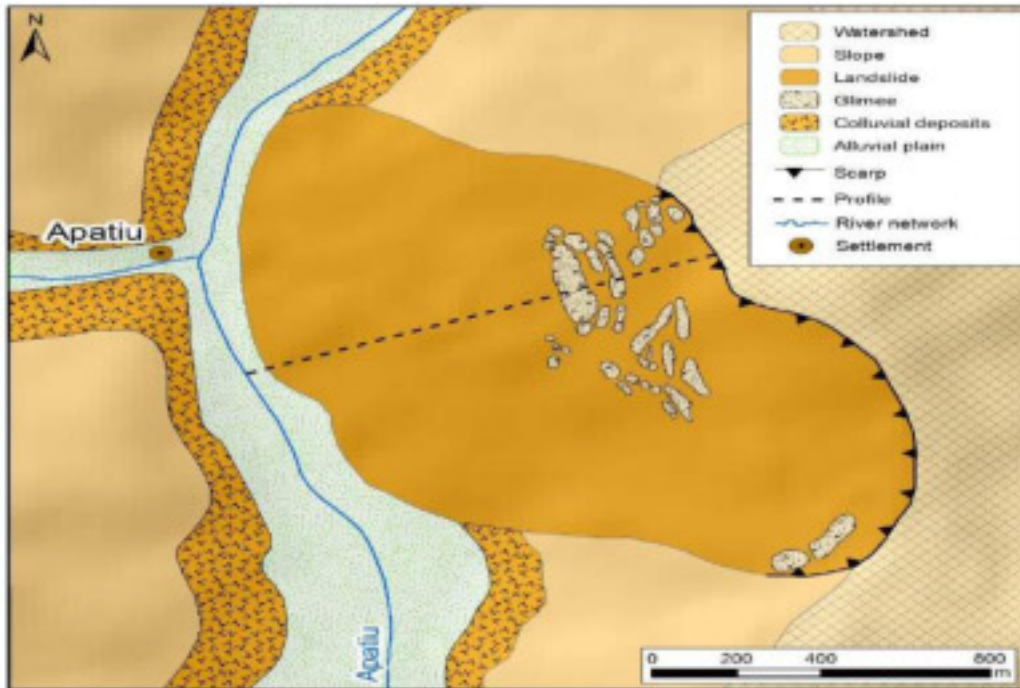 N
Watershed
Slope
Landslide
Glimee
Colluvial deposits
Alluvial plain
Scarp
Profile
River network
Settlement
Apatiu
Apatiu
0 200 400 800
m